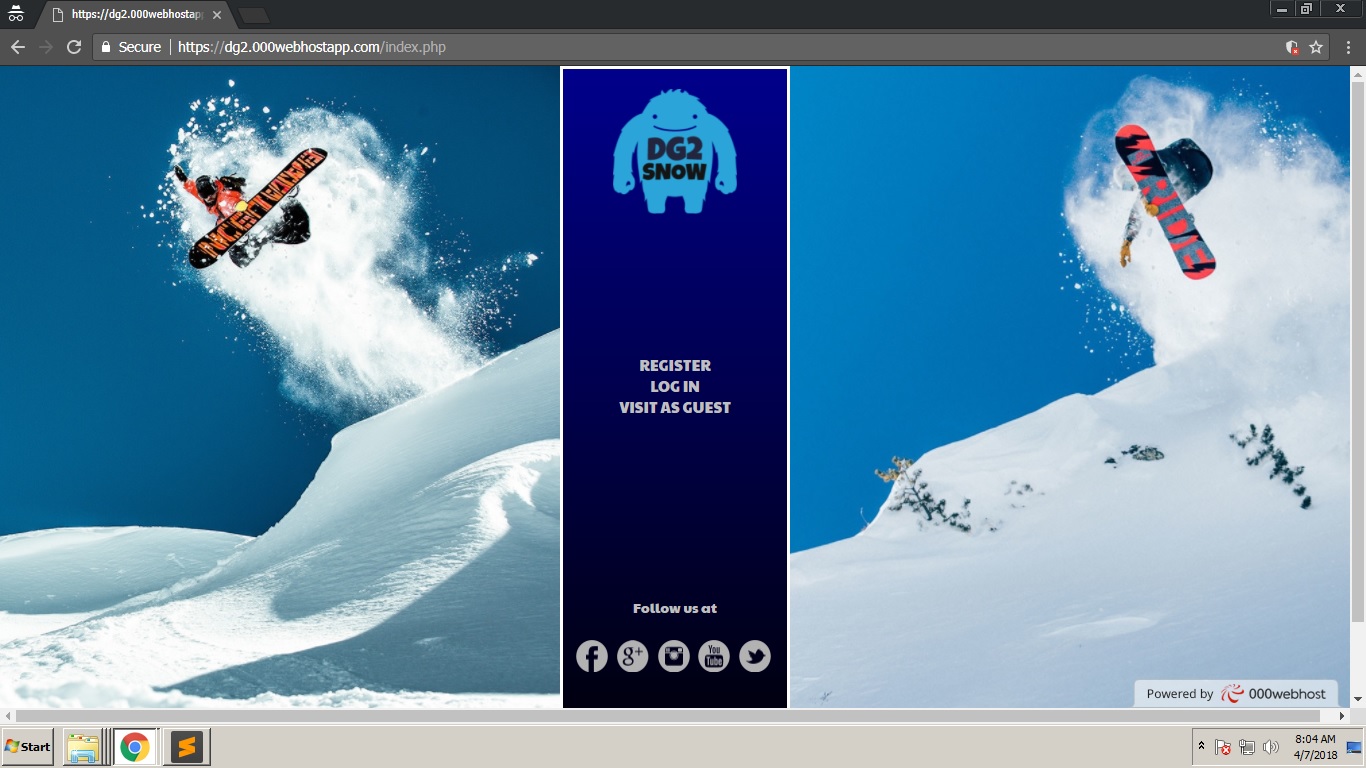 https://dg2.000webhostap
Secure
https://dg2.000webhostapp.com/index.php
DG2
SNOW
REGISTER
LOG IN
VISIT AS GUEST
Follow us at
f
g+
You
Tube
Powered by 000webhost
Start
8:04 AM
4/7/2018